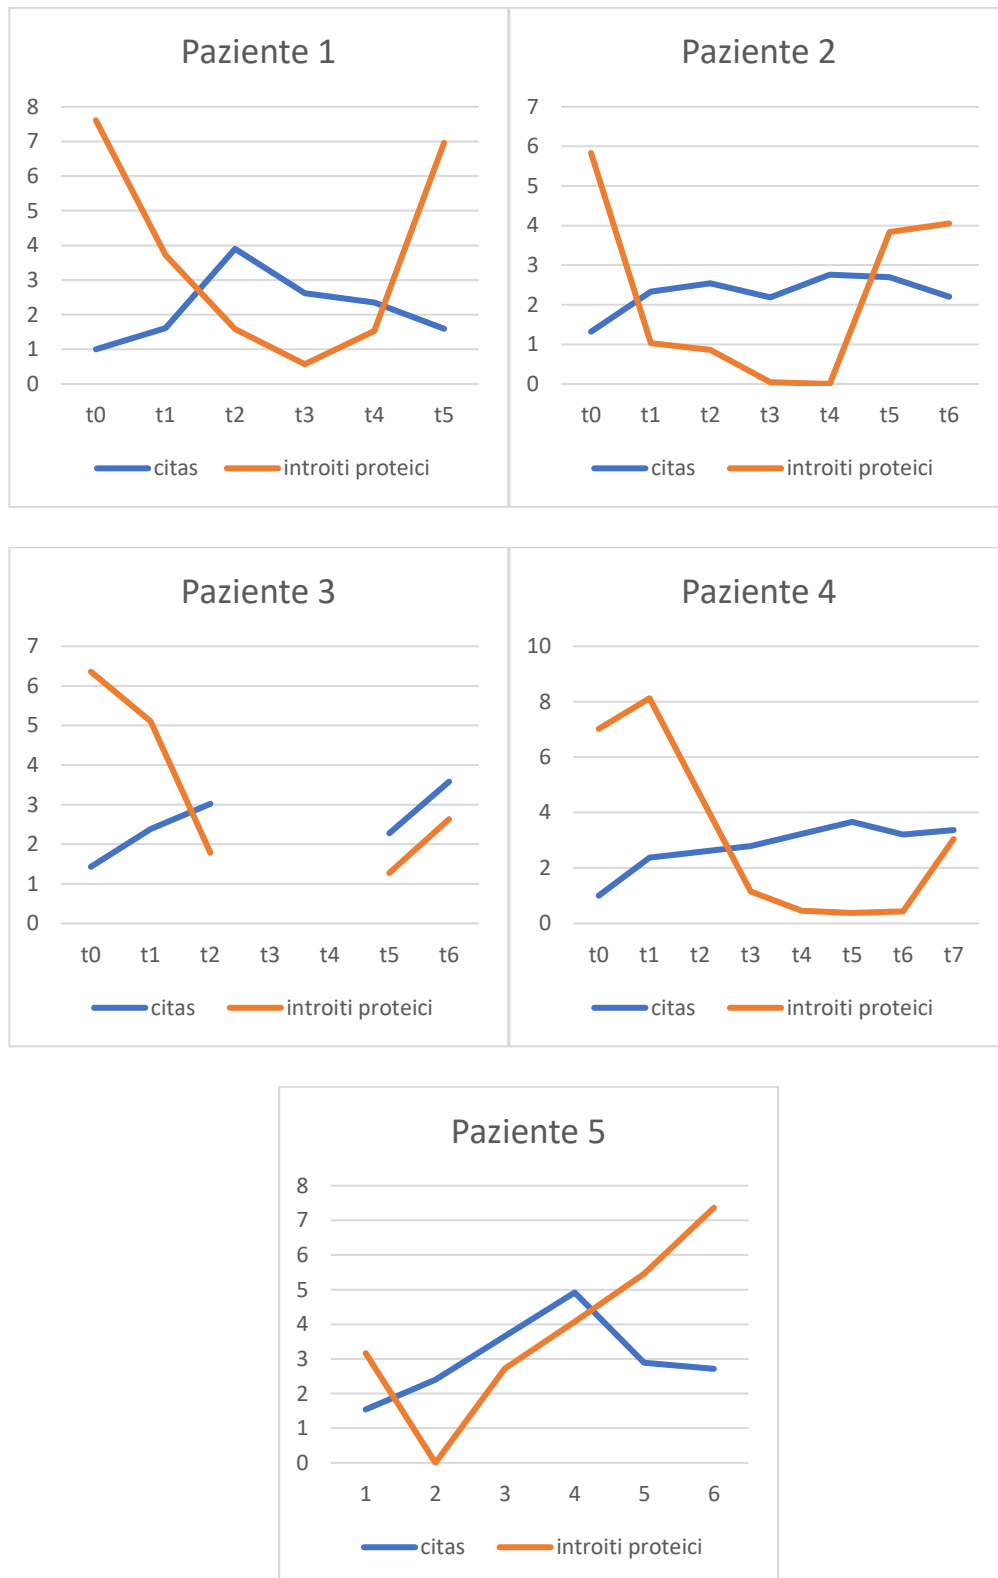 Paziente 1
8
7
6
5
4
3
2
1
0
t0 t1 t2 t3 t4 t5
citas introiti proteici
Paziente 2
7
6
5
4
3
2
1
0
t0 t1 t2 t3 t4 t5 t6
citas introiti proteici
Paziente 3
7
6
5
4
3
2
1
0
t0 t1 t2 t3 t4 t5 t6
citas introiti proteici
Paziente 4
10
8
6
4
2
0
t0 t1 t2 t3 t4 t5 t6 t7
citas introiti proteici
Paziente 5
8
7
6
5
4
3
2
1
0
1 2 3 4 5 6
citas introiti proteici